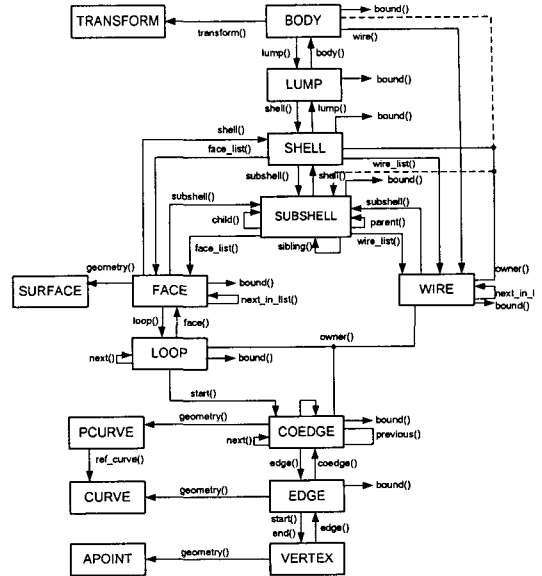 TRANSFORM
BODY
bound()
transform()
wire()
lump()
body()
LUMP
bound()
shell()
lump()
bound()
shell()
face_list()
SHELL
wire_list()
subshell()
shell()
bound()
subshell()
SUBSHELL
subshell()
child()
parent()
face_list()
sibling()
wire_list()
geometry()
owner()
SURFACE
FACE
bound()
next_in_list()
WIRE
next_in_l
bound()
loop()
face()
owner()
next()
LOOP
bound()
start()
geometry()
bound()
PCURVE
COEDGE
next()
previous()
ref_curve()
edge()
coedge()
CURVE
geometry()
EDGE
bound()
start()
end()
edge()
APOINT
geometry()
VERTEX